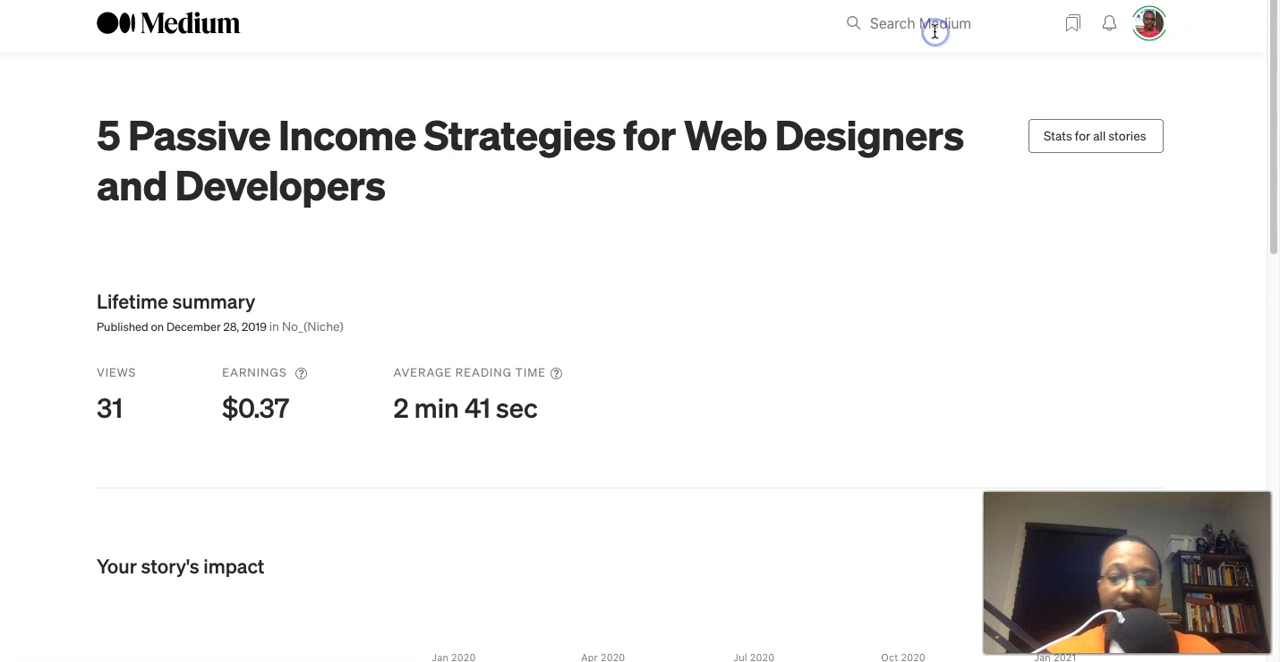 Medium
Search Medium
5 Passive Income Strategies for Web Designers
and Developers
Stats for all stories
Lifetime summary
Published on December 28, 2019 in No_(Niche)
VIEWS
EARNINGS ?
AVERAGE READING TIME ?
31
$0.37
2 min 41 sec
Your story's impact
Jan 2020
Apr 2020
Jul 2020
Oct 2020
Jan 2021